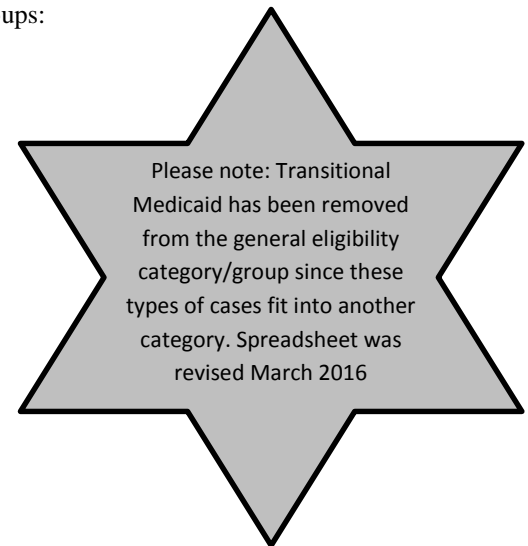 ups:
Please note: Transitional
Medicaid has been removed
from the general eligibility
category/group since these
types of cases fit into another
category. Spreadsheet was
revised March 2016